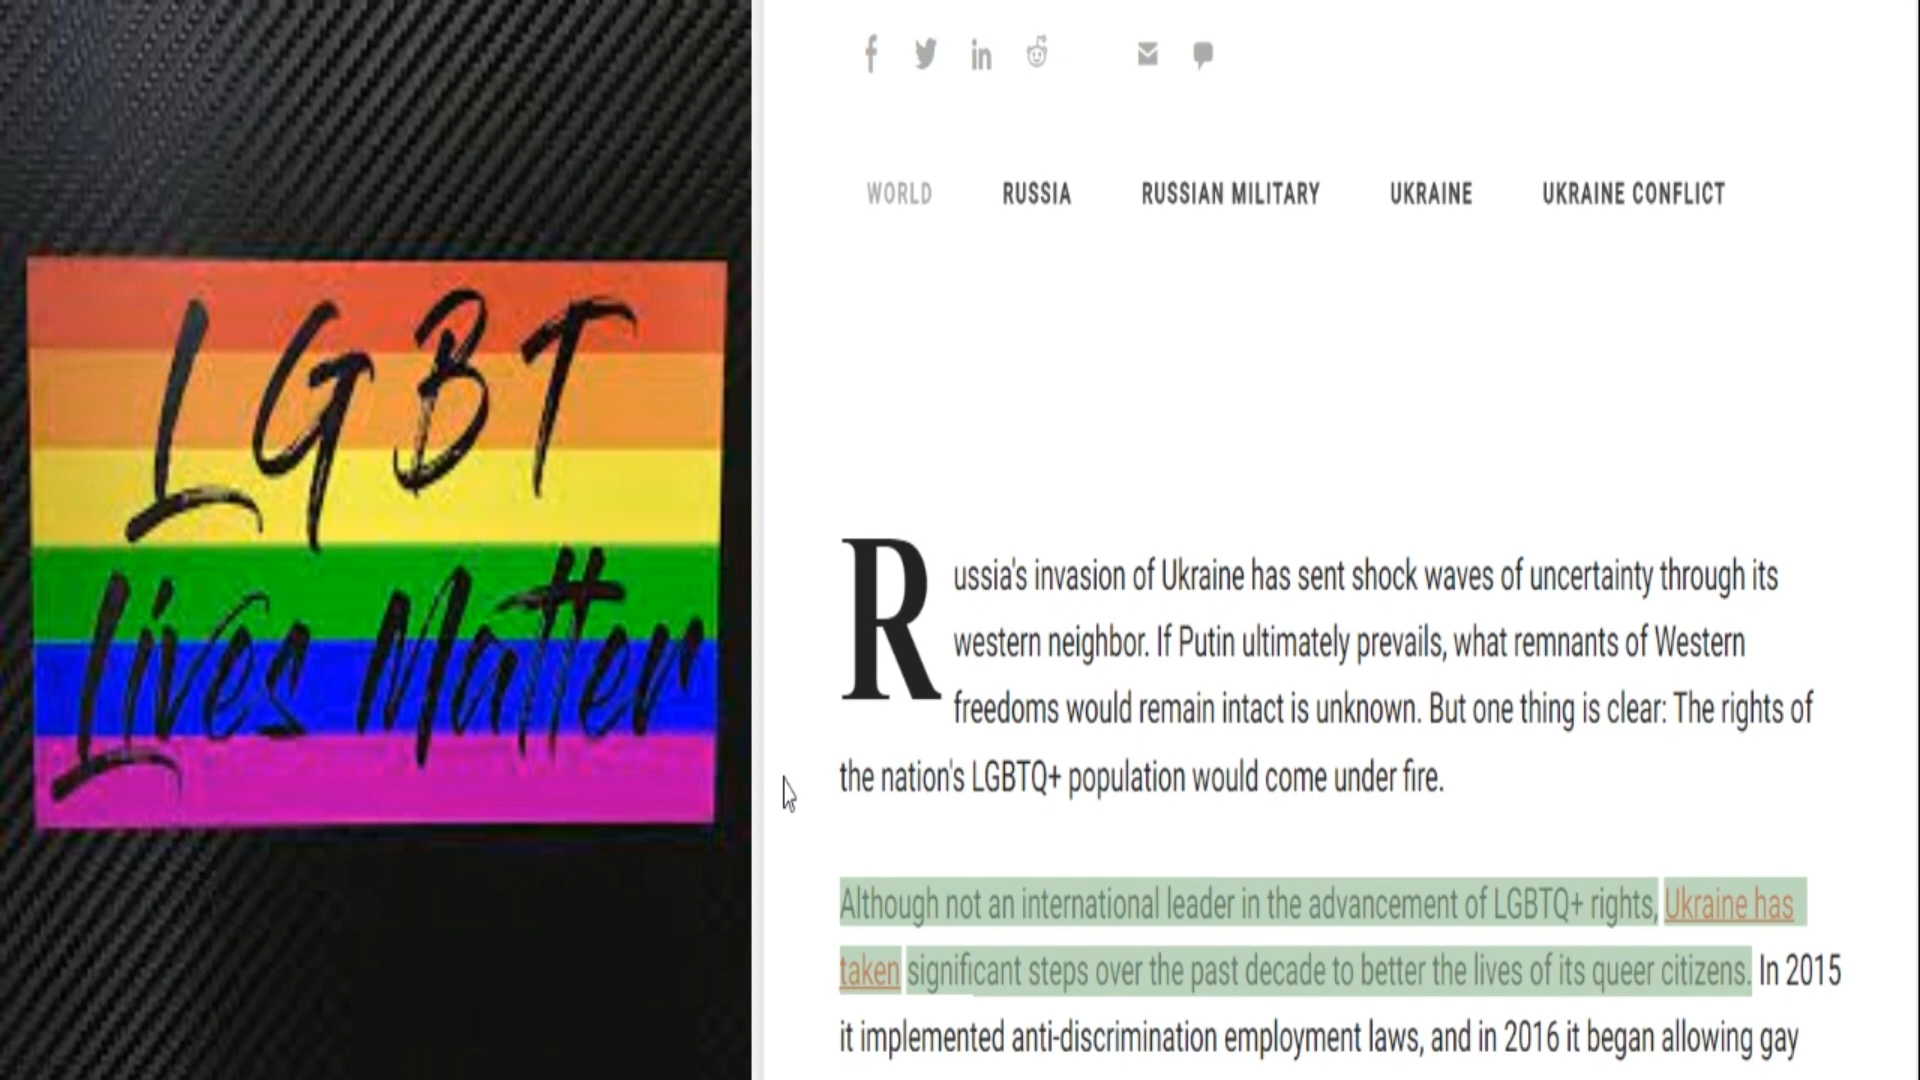 LGBT
Lives Matter
WORLD RUSSIA RUSSIAN MILITARY UKRAINE UKRAINE CONFLICT
Russia's invasion of Ukraine has sent shock waves of uncertainty through its
western neighbor. If Putin ultimately prevails, what remnants of Western
freedoms would remain intact is unknown. But one thing is clear: The rights of
the nation's LGBTQ+ population would come under fire.
Although not an international leader in the advancement of LGBTQ+ rights, Ukraine has
taken significant steps over the past decade to better the lives of its queer citizens. In 2015
it implemented anti-discrimination employment laws, and in 2016 it began allowing gay